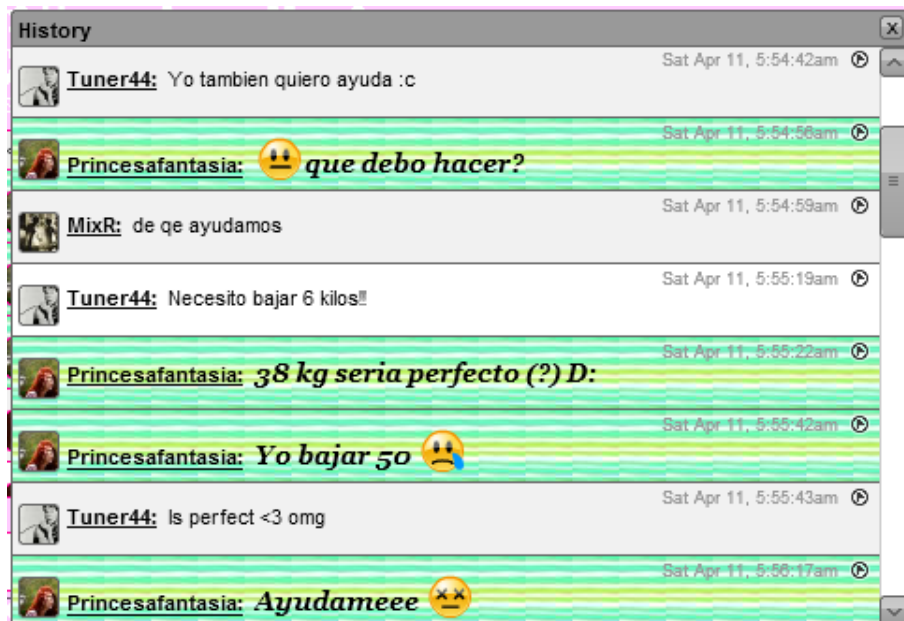 History
Sat Apr 11, 5:54:42am
Tuner44: Yo tambien quiero ayuda :c
Sat Apr 11, 5:54:56am
Princesafantasia: que debo hacer?
Sat Apr 11, 5:54:59am
MixR: de qe ayudamos
Sat Apr 11, 5:55:19am
Tuner44: Necesito bajar 6 kilos!!
Sat Apr 11, 5:55:22am
Princesafantasia: 38 kg seria perfecto (?) D:
Sat Apr 11, 5:55:42am
Princesafantasia: Yo bajar 50
Sat Apr 11, 5:55:43am
Tuner44: Is perfect <3 omg
Sat Apr 11, 5:56:17am
Princesafantasia: Ayudameee